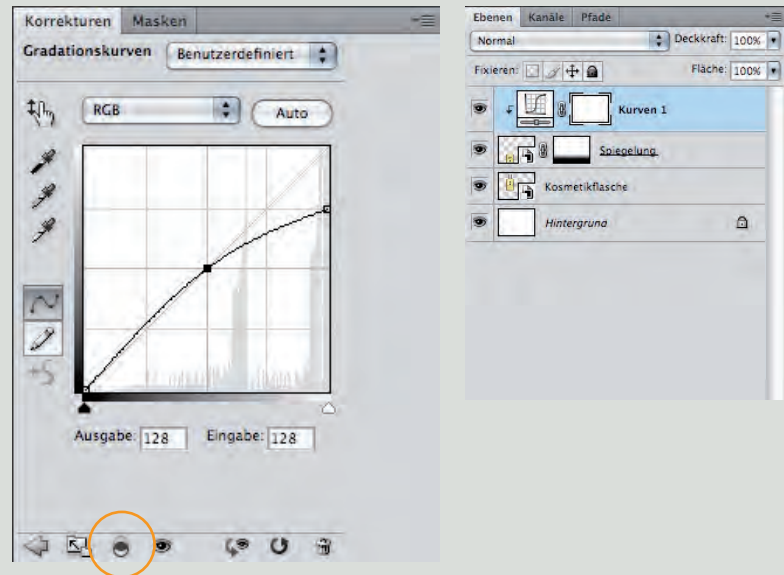 Korrekturen Masken
Gradationskurven Benutzerdefiniert
RGB Auto
Ausgabe: 128 Eingabe: 128
Ebenen Kanäle Pfade
Normal Deckkraft: 100%
Fixieren: Fläche: 100%
Kurven 1
Spiegelung
Kosmetikflasche
Hintergrund